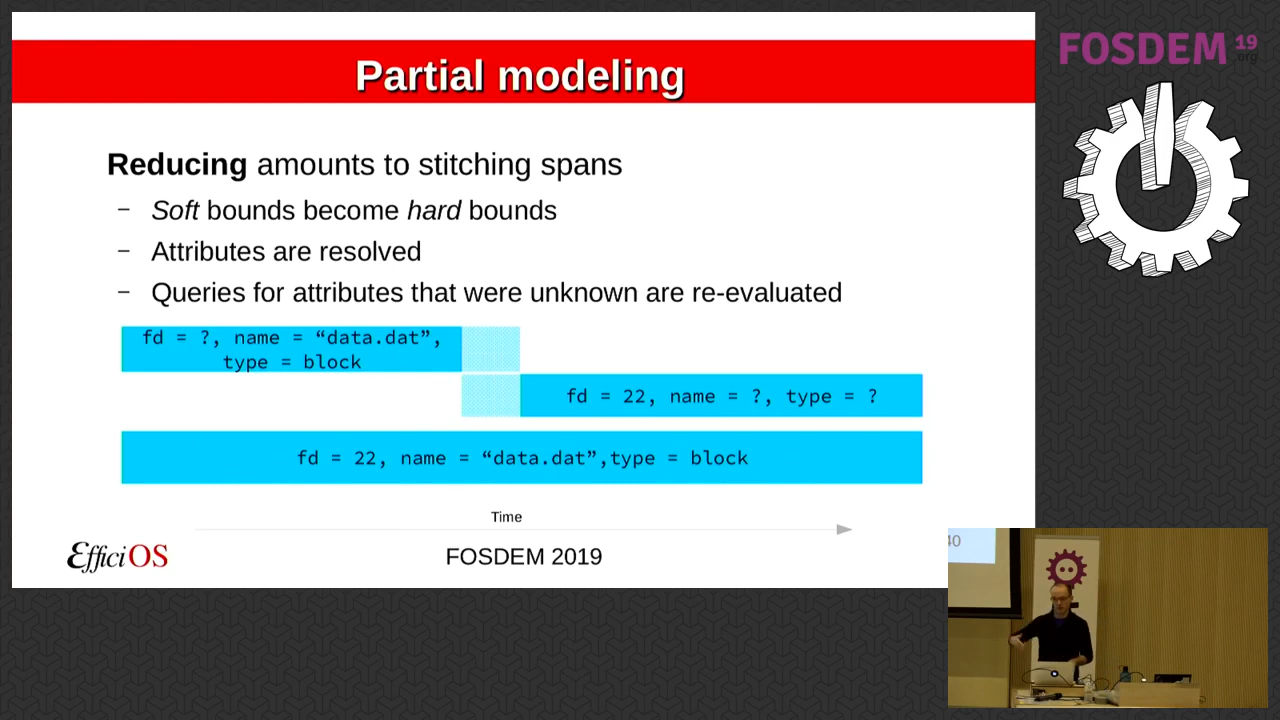 Partial modeling
FOSDEM 19
.org
Reducing amounts to stitching spans
– Soft bounds become hard bounds
– Attributes are resolved
– Queries for attributes that were unknown are re-evaluated
fd = ?, name = “data.dat”,
type = block
fd = 22, name = ?, type = ?
fd = 22, name = “data.dat”,type = block
Time
EfficiOS
FOSDEM 2019
40